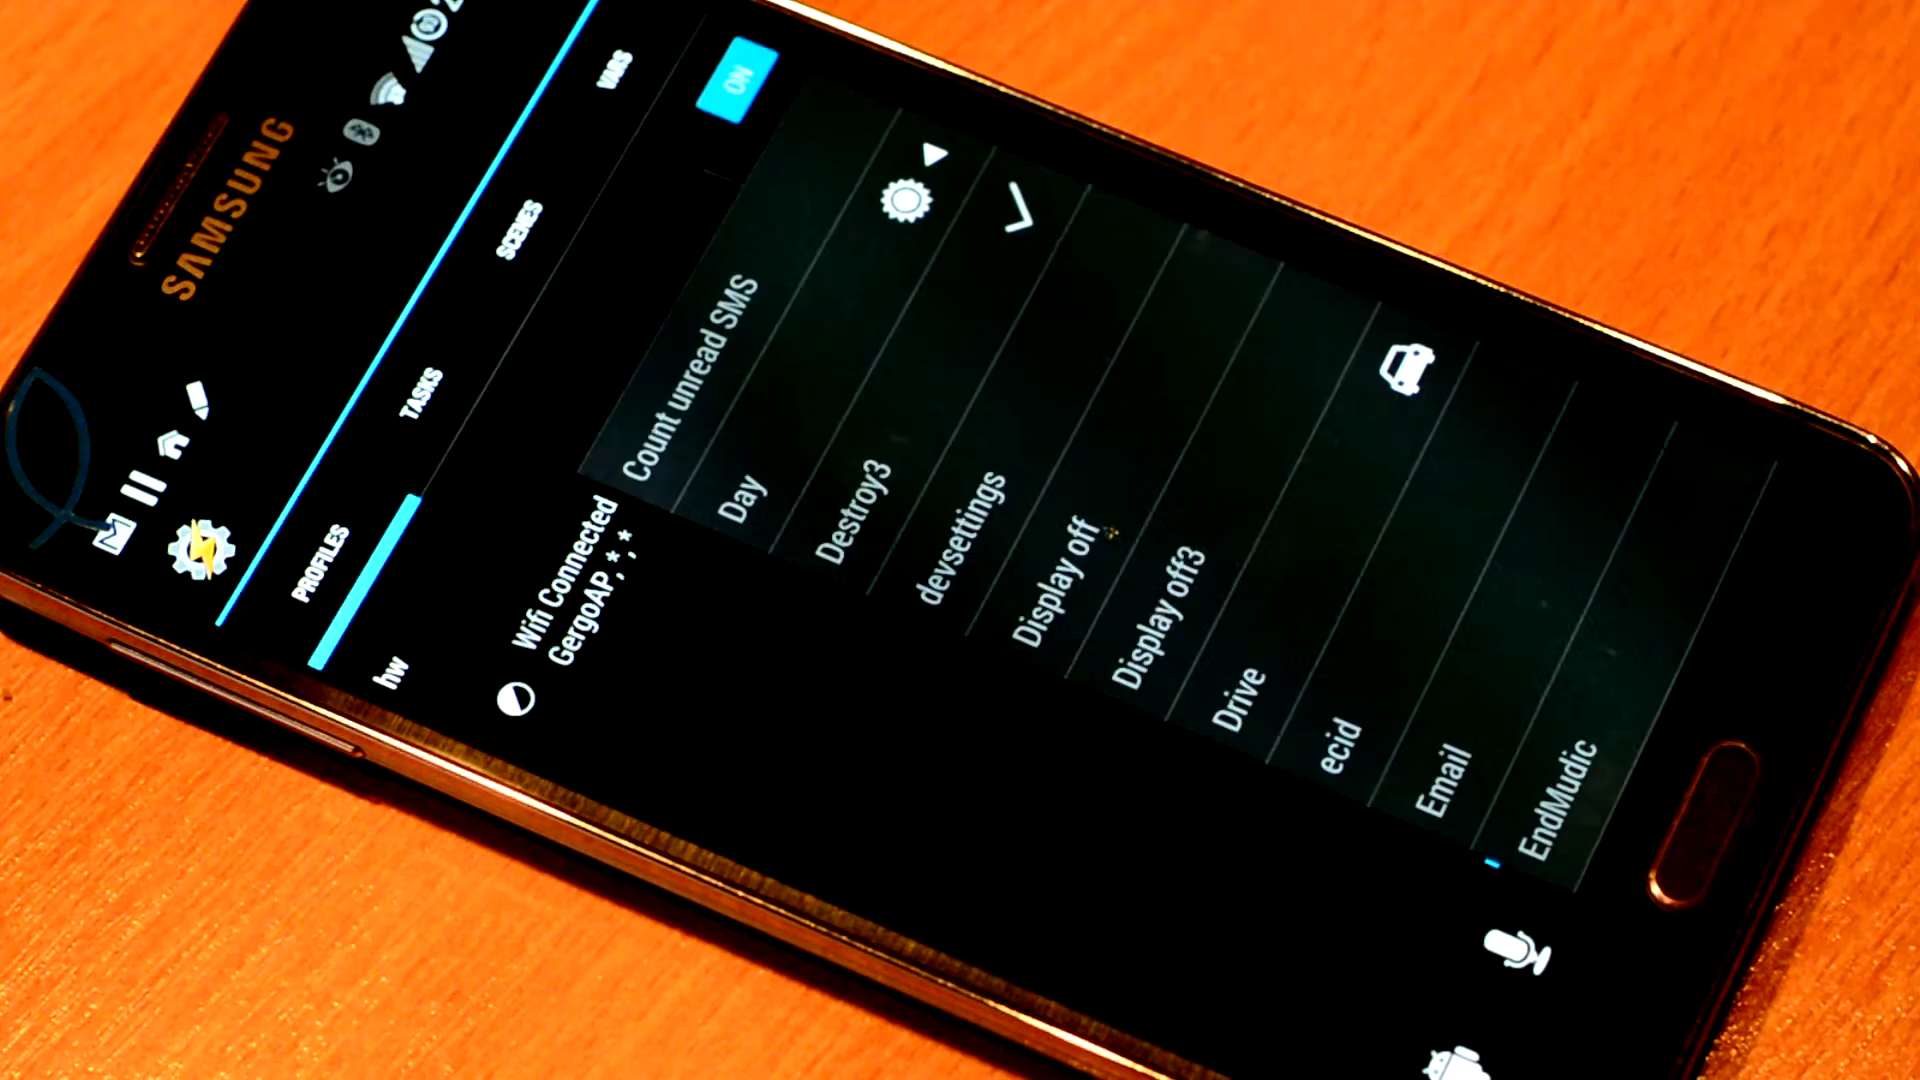 SAMSUNG
PROFILES
TASKS
SCENES
VARS
hw
Wifi Connected
GergoAP,*,*
ON
Count unread SMS
Day
Destroy3
devsettings
Display off
Display off3
Drive
ecid
Email
EndMudic